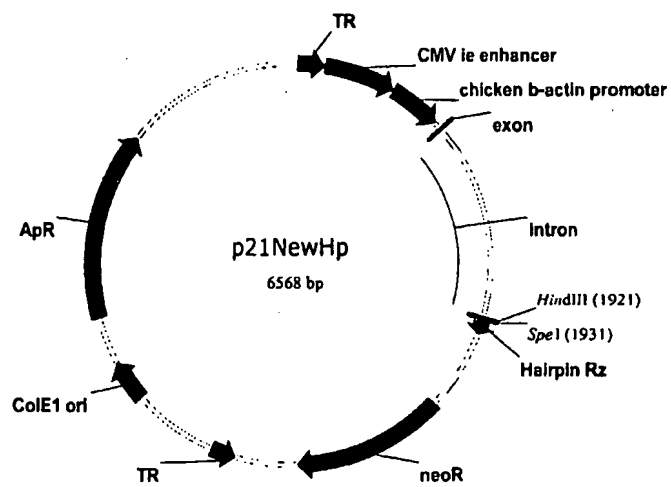 TR
CMV ie enhancer
chicken b-actin promoter
exon
Intron
HindIII (1921)
SpeI (1931)
Hairpin Rz
neoR
TR
ColE1 ori
ApR
p21NewHp
6568 bp